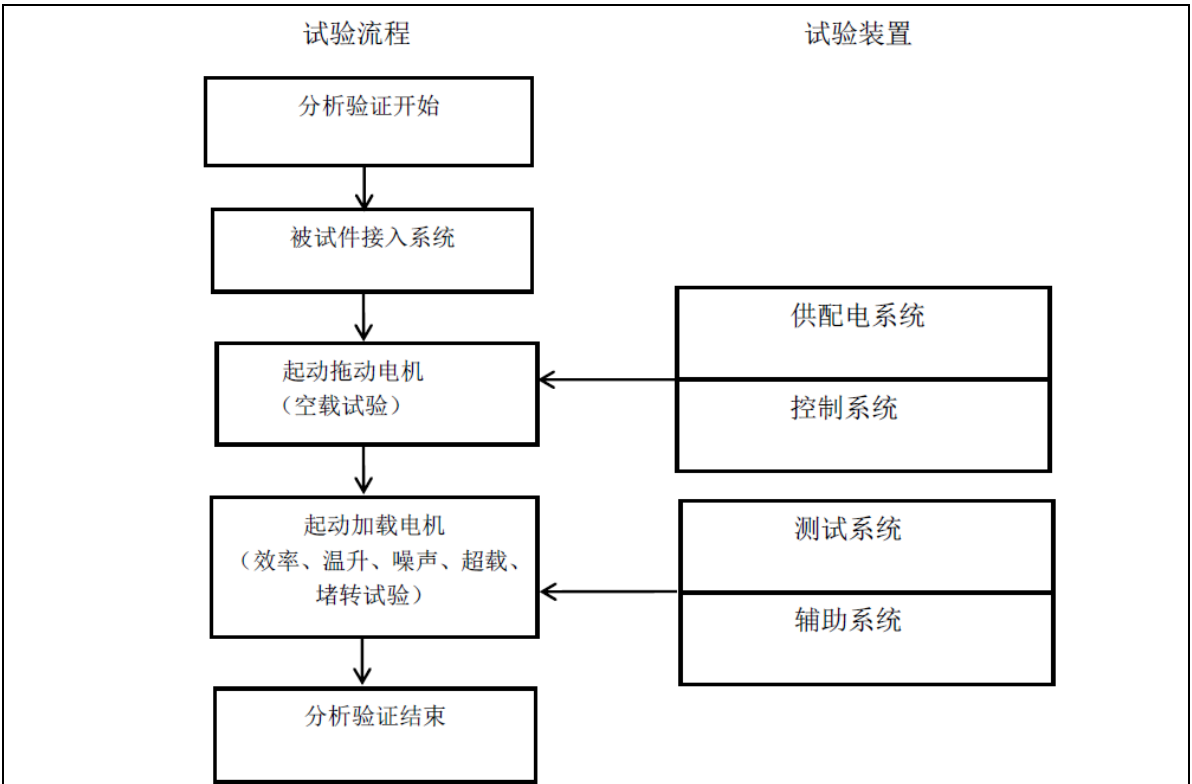 试验流程
试验装置
分析验证开始
被试件接入系统
供配电系统
起动拖动电机
（空载试验）
控制系统
起动加载电机
（效率、温升、噪声、超载、
堵转试验）
测试系统
辅助系统
分析验证结束